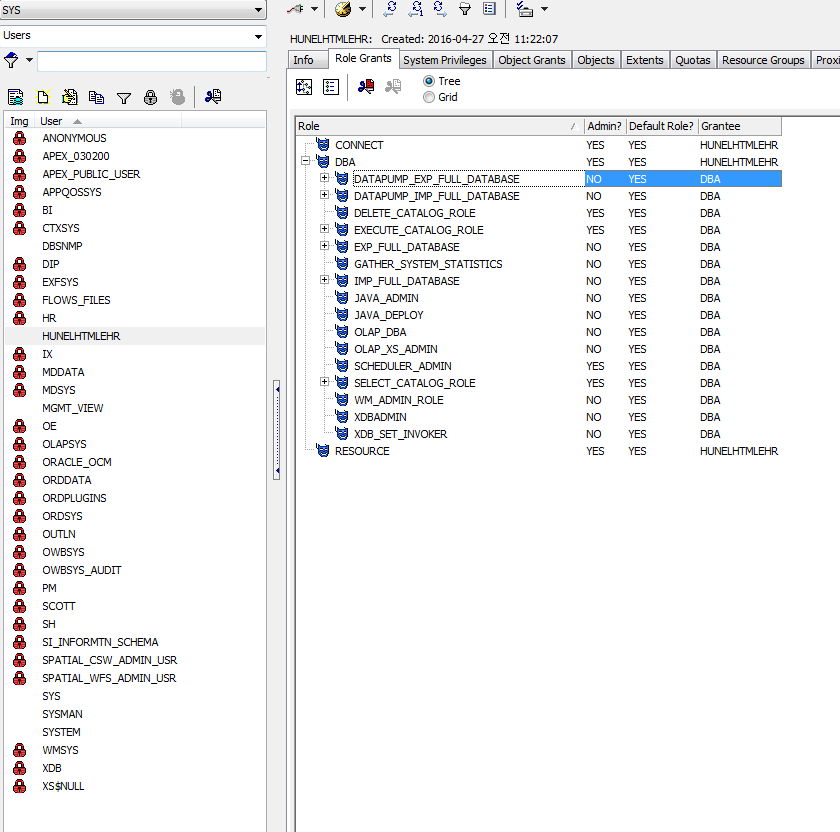 SYS
Users
HUNELHTMLEHR: Created: 2016-04-27 오전 11:22:07
Info Role Grants System Privileges Object Grants Objects Extents Quotas Resource Groups Proxi
Tree
Grid
Img User
ANONYMOUS
APEX_030200
APEX_PUBLIC_USER
APPQOSSYS
BI
CTXSYS
DBSNMP
DIP
EXFSYS
FLOWS_FILES
HR
HUNELHTMLEHR
IX
MDDATA
MDSYS
MGMT_VIEW
OE
OLAPSYS
ORACLE_OCM
ORDDATA
ORDPLUGINS
ORDSYS
OUTLN
OWBSYS
OWBSYS_AUDIT
PM
SCOTT
SH
SI_INFORMTN_SCHEMA
SPATIAL_CSW_ADMIN_USR
SPATIAL_WFS_ADMIN_USR
SYS
SYSMAN
SYSTEM
WMSYS
XDB
XS$NULL
Role Admin? Default Role? Grantee
CONNECT YES YES HUNELHTMLEHR
DBA YES YES HUNELHTMLEHR
DATAPUMP_EXP_FULL_DATABASE NO YES DBA
DATAPUMP_IMP_FULL_DATABASE NO YES DBA
DELETE_CATALOG_ROLE YES YES DBA
EXECUTE_CATALOG_ROLE YES YES DBA
EXP_FULL_DATABASE NO YES DBA
GATHER_SYSTEM_STATISTICS NO YES DBA
IMP_FULL_DATABASE NO YES DBA
JAVA_ADMIN NO YES DBA
JAVA_DEPLOY NO YES DBA
OLAP_DBA NO YES DBA
OLAP_XS_ADMIN NO YES DBA
SCHEDULER_ADMIN YES YES DBA
SELECT_CATALOG_ROLE YES YES DBA
WM_ADMIN_ROLE NO YES DBA
XDBADMIN NO YES DBA
XDB_SET_INVOKER NO YES DBA
RESOURCE YES YES HUNELHTMLEHR